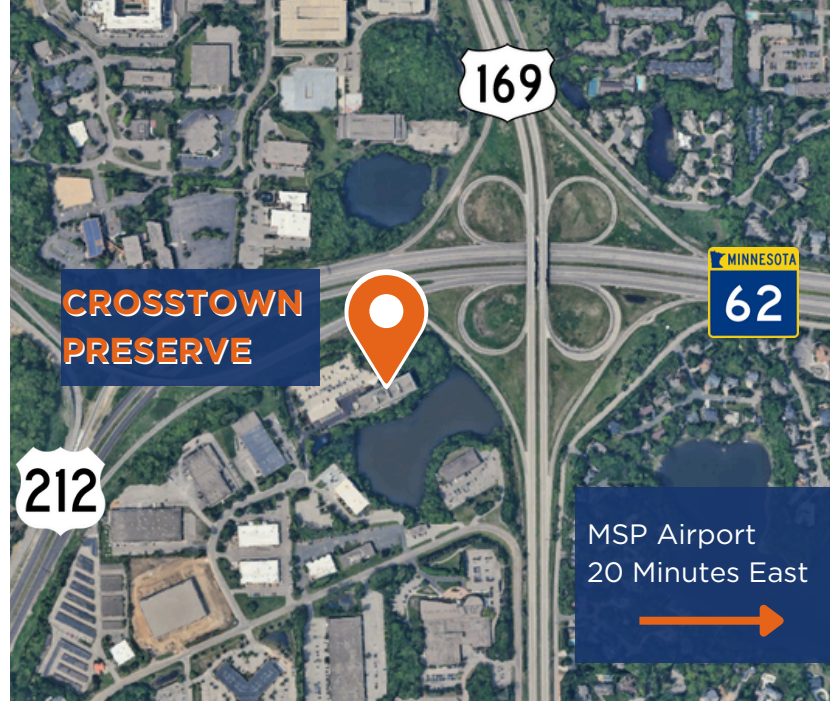 169
MINNESOTA
62
CROSSTOWN
PRESERVE
212
MSP Airport
20 Minutes East